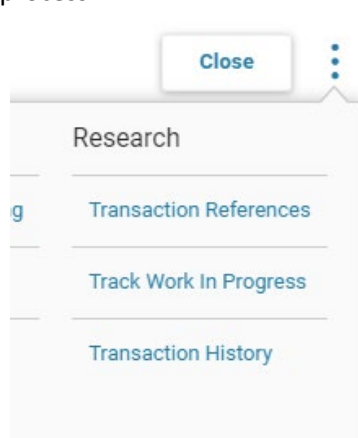 Close
Research
g
Transaction References
Track Work In Progress
Transaction History